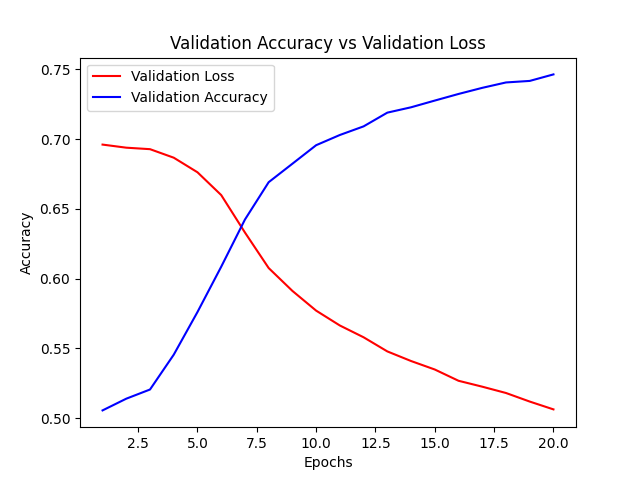 Validation Accuracy vs Validation Loss
Validation Loss
Validation Accuracy
Accuracy
0.75
0.70
0.65
0.60
0.55
0.50
2.5 5.0 7.5 10.0 12.5 15.0 17.5 20.0
Epochs